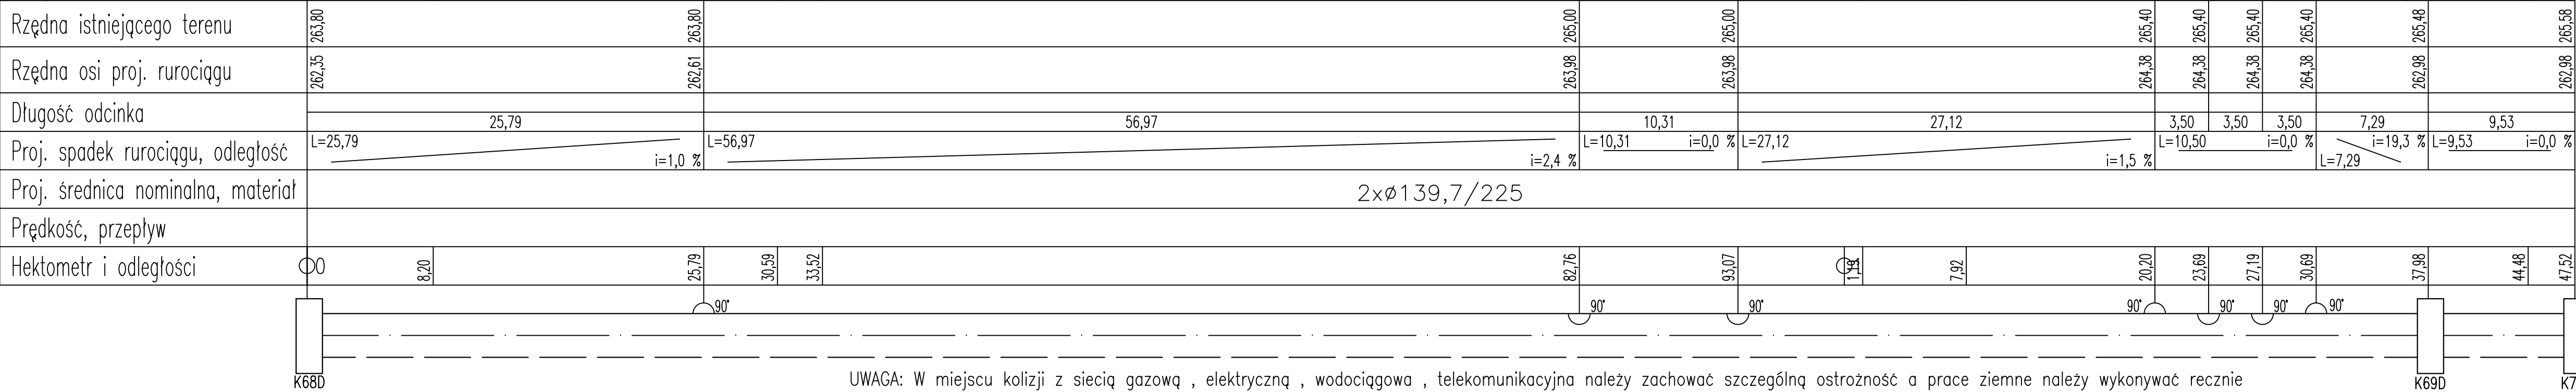 Rzędna istniejącego terenu 263,80 263,80 265,00 265,00 265,40 265,40 265,40 265,40 265,48 265,58
Rzędna osi proj. rurociągu 262,35 262,61 263,98 263,98 264,38 264,38 264,38 264,38 262,98 262,98
Długość odcinka 25,79 56,97 10,31 27,12 3,50 3,50 3,50 7,29 9,53
Proj. spadek rurociągu, odległość L=25,79 i=1,0 % L=56,97 i=2,4 % L=10,31 i=0,0 % L=27,12 i=1,5 % L=10,50 i=0,0 % L=7,29 i=19,3 % L=9,53 i=0,0 %
Proj. średnica nominalna, materiał 2xø139,7/225
Prędkość, przepływ
Hektometr i odległości 0 8,20 25,79 30,59 33,52 82,76 93,07 7,92 20,20 23,69 27,19 30,69 37,98 44,48 47,52
90° 90° 90° 90° 90° 90° 90°
K68D K69D K7
UWAGA: W miejscu kolizji z siecią gazową , elektryczną , wodociągowa , telekomunikacyjna należy zachować szczególną ostrożność a prace ziemne należy wykonywać recznie